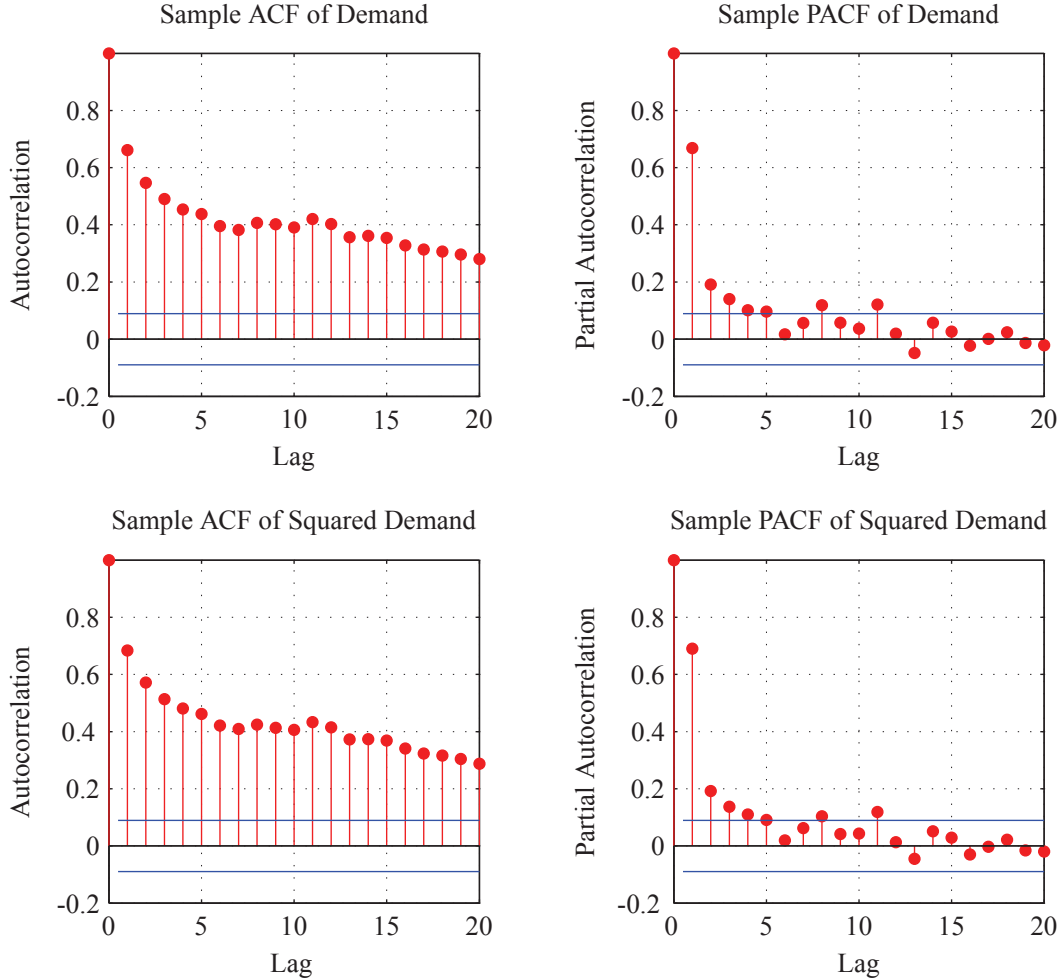 Sample ACF of Demand
Autocorrelation
0.8
0.6
0.4
0.2
0
-0.2
0 5 10 15 20
Lag
Sample PACF of Demand
Partial Autocorrelation
0.8
0.6
0.4
0.2
0
-0.2
0 5 10 15 20
Lag
Sample ACF of Squared Demand
Autocorrelation
0.8
0.6
0.4
0.2
0
-0.2
0 5 10 15 20
Lag
Sample PACF of Squared Demand
Partial Autocorrelation
0.8
0.6
0.4
0.2
0
-0.2
0 5 10 15 20
Lag